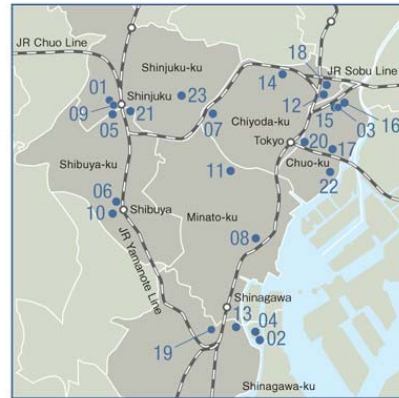 JR Chuo Line
Shinjuku-ku
18
JR Sobu Line
01
Shinjuku
23
14
12
09
05
21
07
Chiyoda-ku
15
03
16
Tokyo
20
17
Shibuya-ku
11
Chuo-ku
22
06
10
Shibuya
Minato-ku
08
JR Yamanote Line
Shinagawa
13
04
02
19
Shinagawa-ku